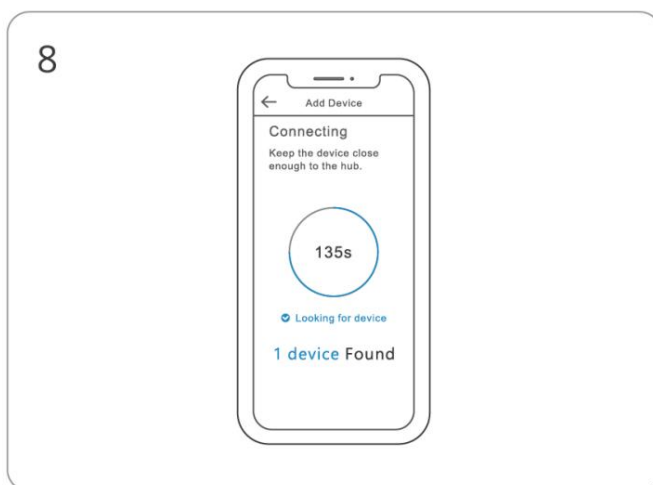 8
Add Device
Connecting
Keep the device close
enough to the hub.
135s
Looking for device
1 device Found